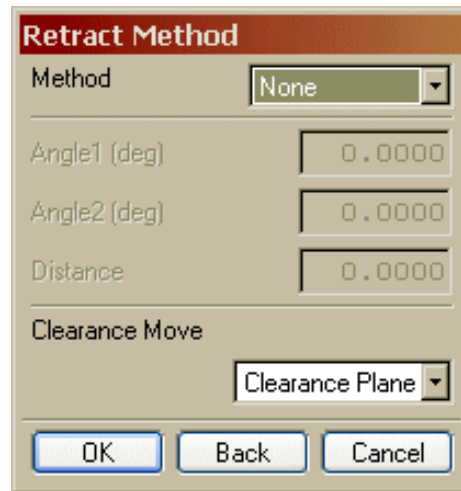 Retract Method
Method None
Angle1 (deg) 0.0000
Angle2 (deg) 0.0000
Distance 0.0000
Clearance Move
Clearance Plane
OK Back Cancel